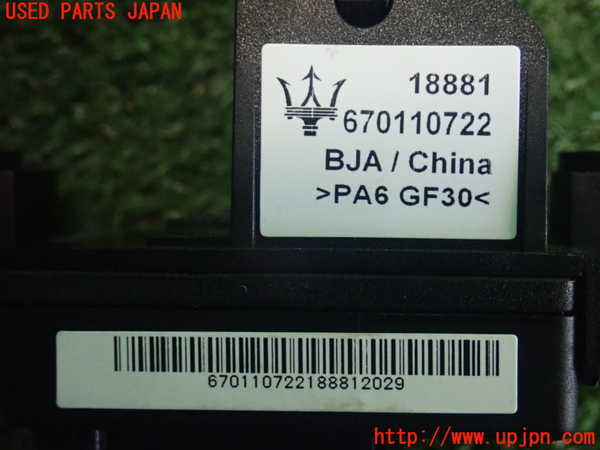 USED PARTS JAPAN
18881
670110722
BJA / China
>PA6 GF30<
670110722188812029
http://www.upjpn.com/